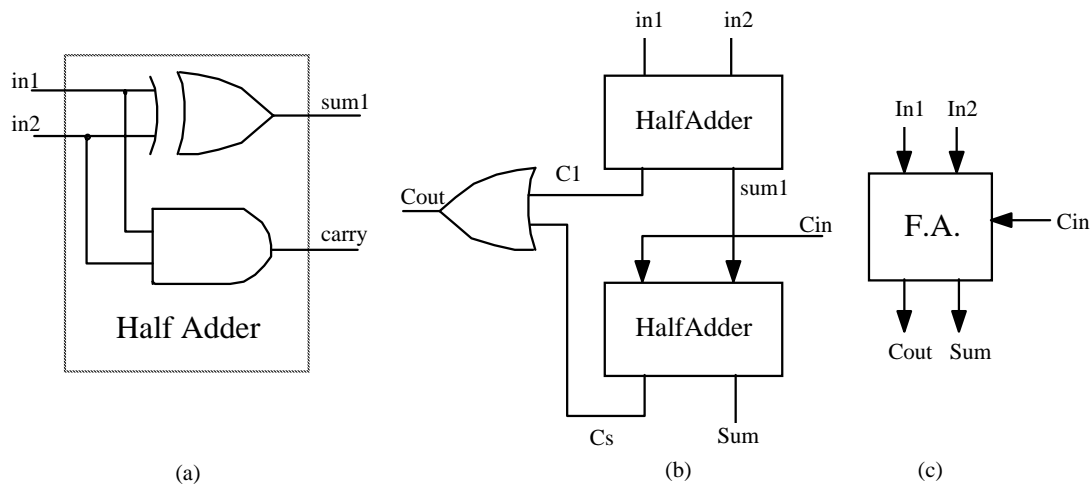 in1
in2
sum1
carry
Half Adder
(a)
in1
in2
HalfAdder
C1
sum1
Cout
Cin
HalfAdder
Cs
Sum
(b)
In1
In2
F.A.
Cin
Cout
Sum
(c)